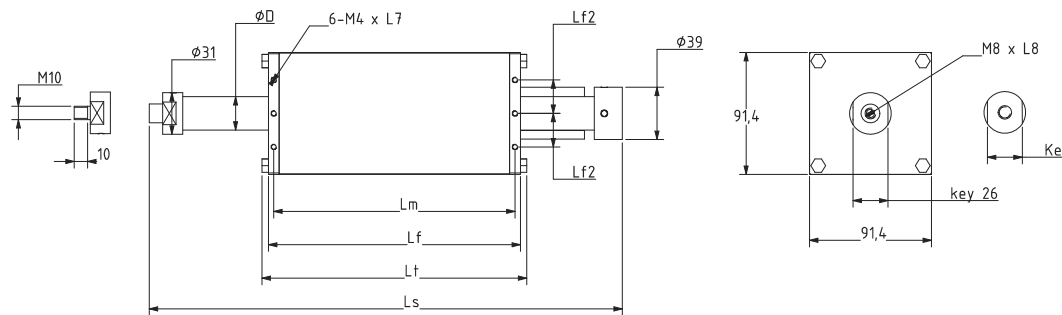 6-M4 x L7
Lf2
ϕD
ϕ39
M8 x L8
ϕ31
M10
91,4
10
Ke
Lf2
key 26
Lm
91,4
Lf
Lt
Ls